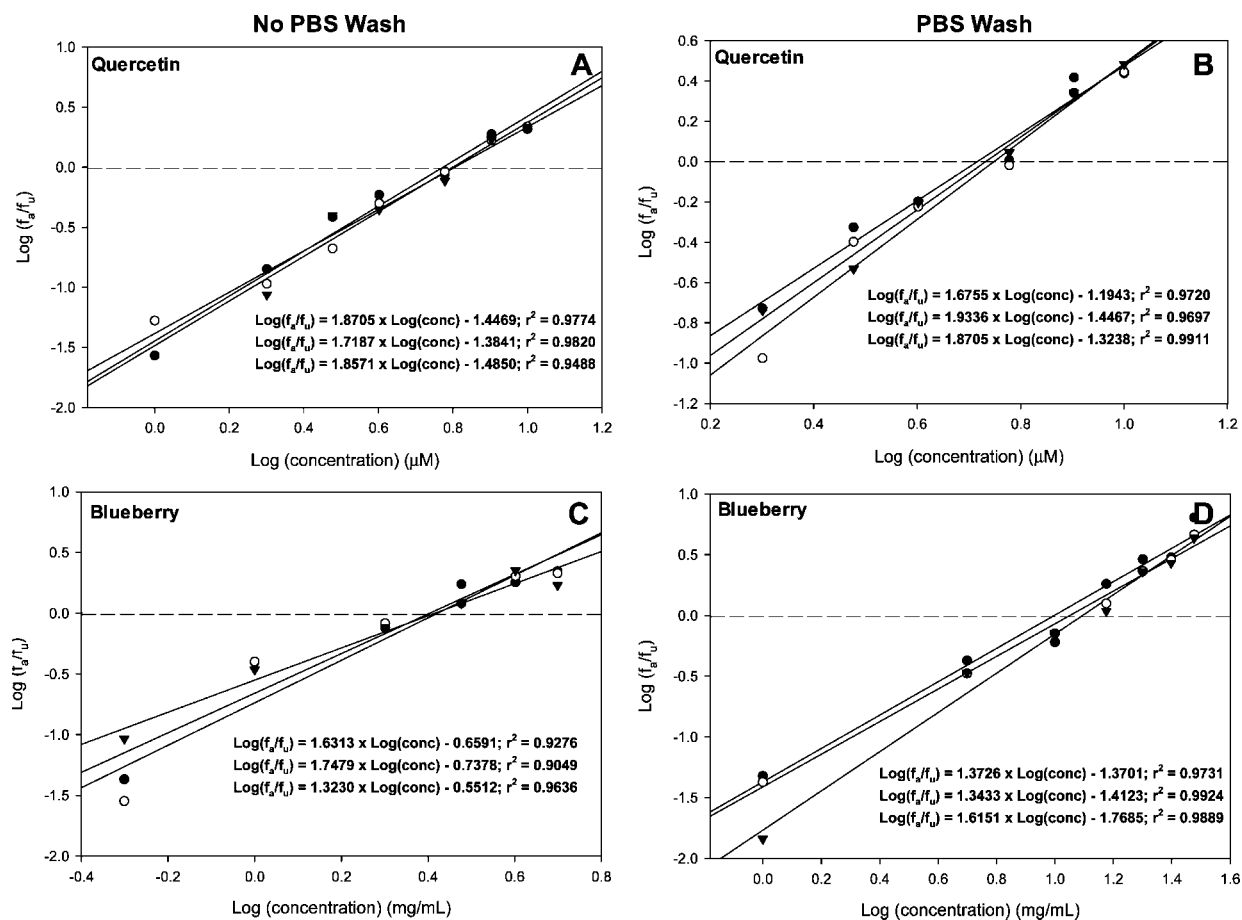 No PBS Wash
PBS Wash
Quercetin
A
1.0
0.5
0.0
-0.5
-1.0
-1.5
-2.0
Log (fa/fu)
Log(fa/fu) = 1.8705 x Log(conc) - 1.4469; r2 = 0.9774
Log(fa/fu) = 1.7187 x Log(conc) - 1.3841; r2 = 0.9820
Log(fa/fu) = 1.8571 x Log(conc) - 1.4850; r2 = 0.9488
0.0 0.2 0.4 0.6 0.8 1.0 1.2
Log (concentration) (µM)
Quercetin
B
0.6
0.4
0.2
0.0
-0.2
-0.4
-0.6
-0.8
-1.0
-1.2
Log (fa/fu)
Log(fa/fu) = 1.6755 x Log(conc) - 1.1943; r2 = 0.9720
Log(fa/fu) = 1.9336 x Log(conc) - 1.4467; r2 = 0.9697
Log(fa/fu) = 1.8705 x Log(conc) - 1.3238; r2 = 0.9911
0.2 0.4 0.6 0.8 1.0 1.2
Log (concentration) (µM)
Blueberry
C
1.0
0.5
0.0
-0.5
-1.0
-1.5
-2.0
Log (fa/fu)
Log(fa/fu) = 1.6313 x Log(conc) - 0.6591; r2 = 0.9276
Log(fa/fu) = 1.7479 x Log(conc) - 0.7378; r2 = 0.9049
Log(fa/fu) = 1.3230 x Log(conc) - 0.5512; r2 = 0.9636
-0.4 -0.2 0.0 0.2 0.4 0.6 0.8
Log (concentration) (mg/mL)
Blueberry
D
1.0
0.5
0.0
-0.5
-1.0
-1.5
-2.0
Log (fa/fu)
Log(fa/fu) = 1.3726 x Log(conc) - 1.3701; r2 = 0.9731
Log(fa/fu) = 1.3433 x Log(conc) - 1.4123; r2 = 0.9924
Log(fa/fu) = 1.6151 x Log(conc) - 1.7685; r2 = 0.9889
0.0 0.2 0.4 0.6 0.8 1.0 1.2 1.4 1.6
Log (concentration) (mg/mL)